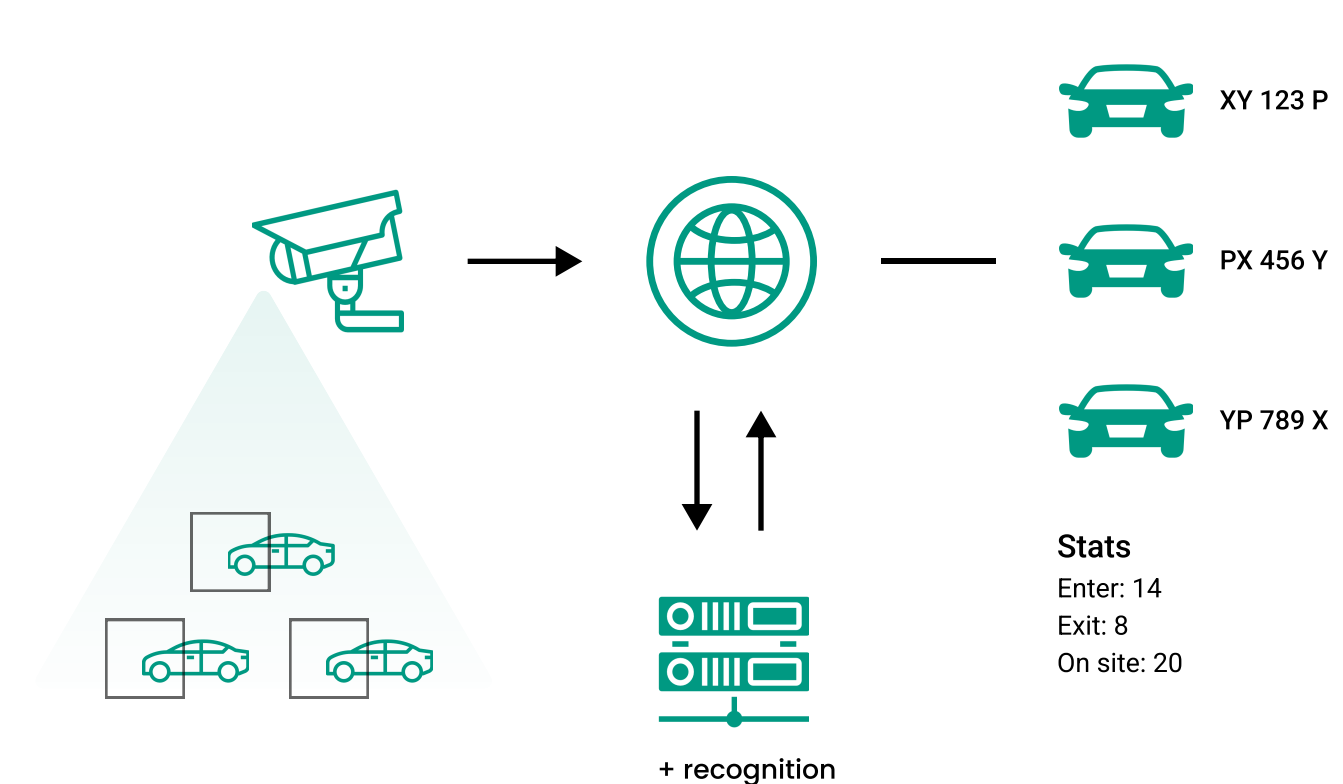 XY 123 P
PX 456 Y
YP 789 X
Stats
Enter: 14
Exit: 8
On site: 20
+ recognition